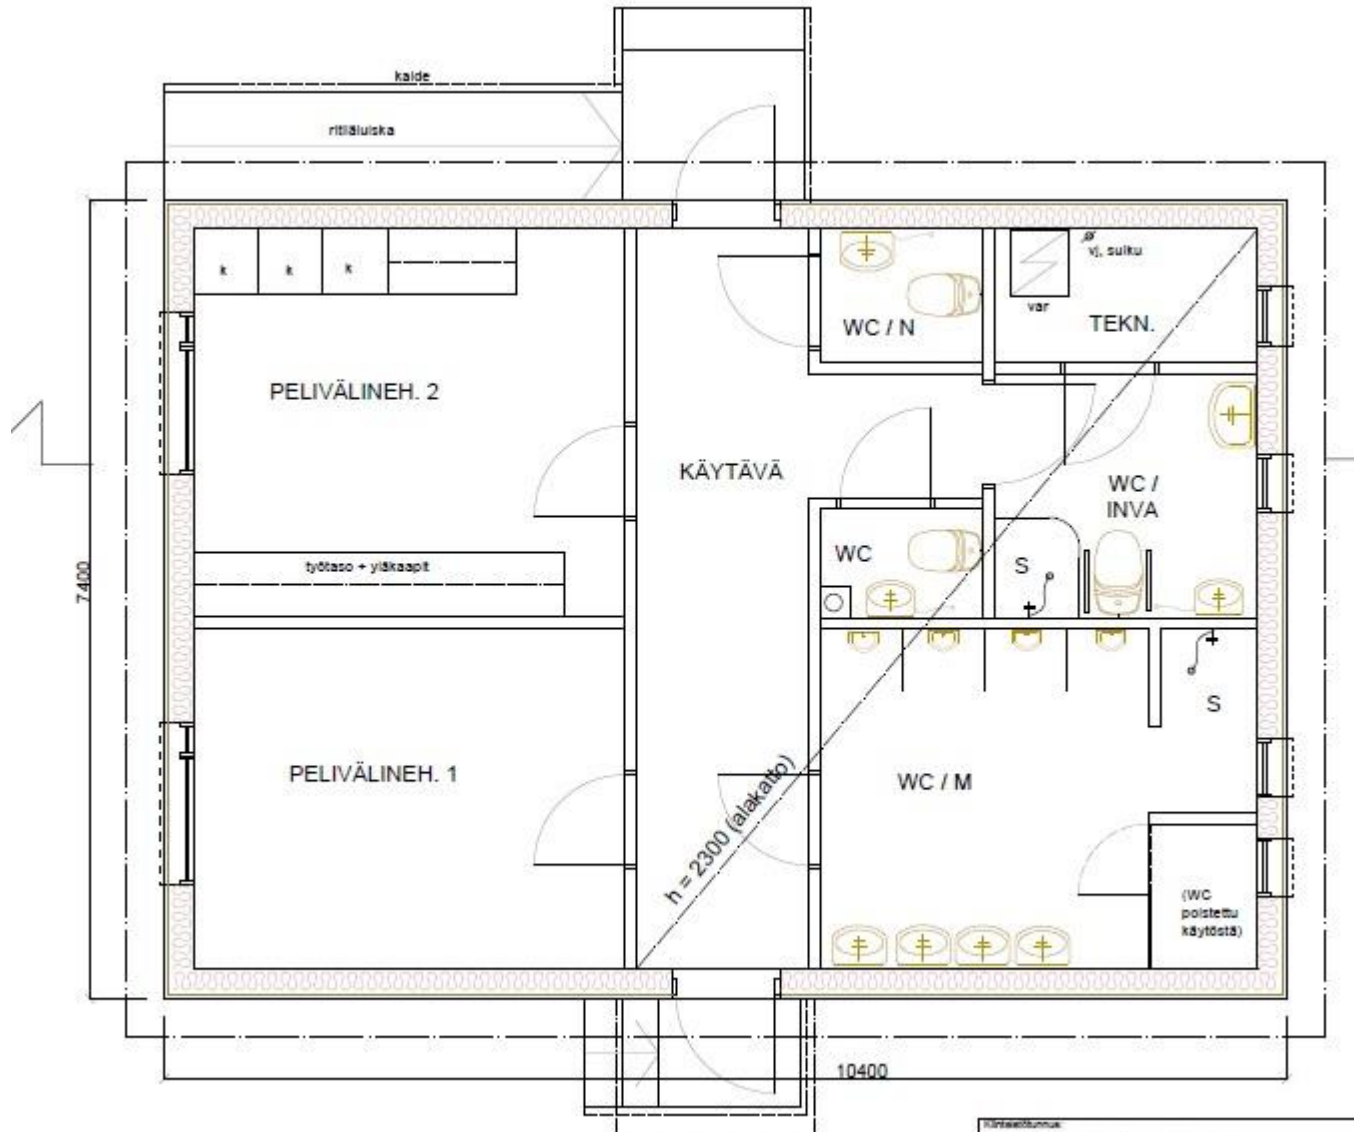 kaide
ritiläluiska
k
k
k
vj, sulku
var
WC / N
TEKN.
PELIVÄLINEH. 2
KÄYTÄVÄ
WC /
INVA
WC
S
työtaso + yläkaapit
7400
S
PELIVÄLINEH. 1
WC / M
h = 2300 (alakatto)
(WC
poistettu
käytöstä)
10400
Kiinteistötunnus: